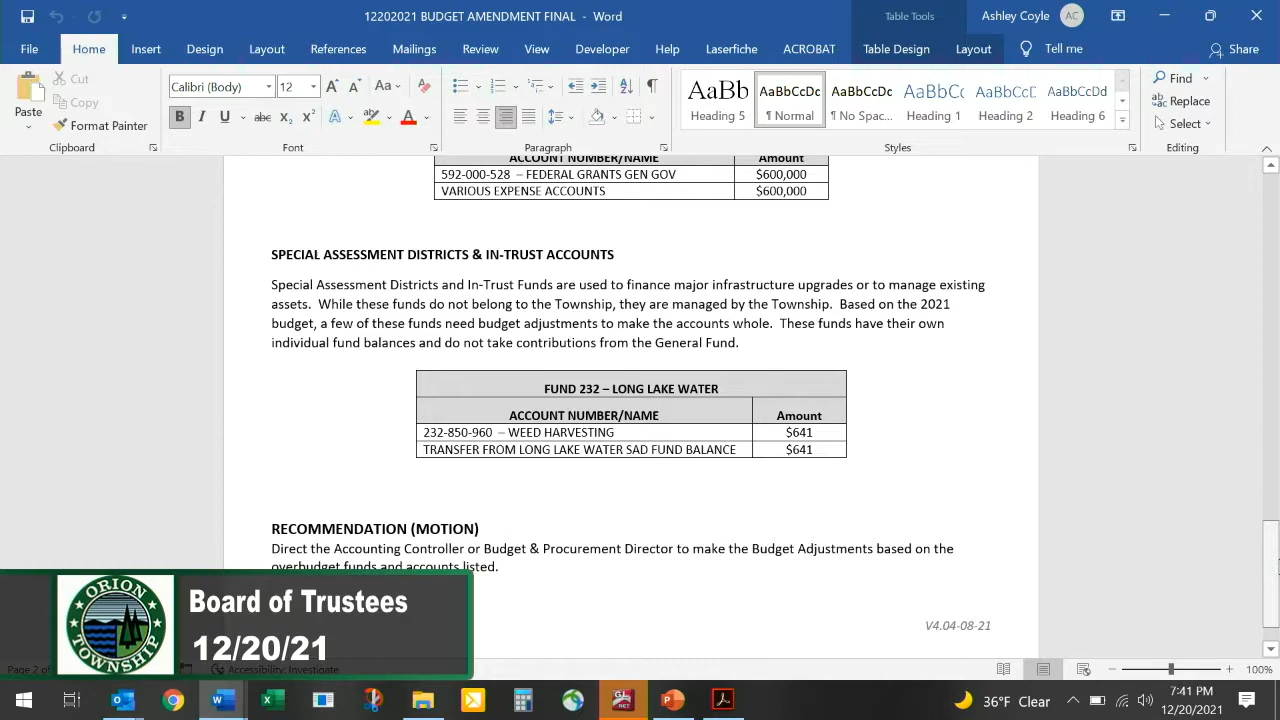 12202021 BUDGET AMENDMENT FINAL - Word
Table Tools
Ashley Coyle AC
File Home Insert Design Layout References Mailings Review View Developer Help Laserfiche ACROBAT Table Design Layout Tell me Share
Paste
Cut
Copy
Format Painter
Calibri (Body) 12
AaBb AaBbCcDc AaBbCcDc AaBbCc AaBbCcD AaBbCcDd
Heading 5 ¶ Normal ¶ No Spac... Heading 1 Heading 2 Heading 6
Find
Replace
Select
Clipboard Font Paragraph Styles Editing
ACCOUNT NUMBER/NAME Amount
592-000-528 – FEDERAL GRANTS GEN GOV $600,000
VARIOUS EXPENSE ACCOUNTS $600,000
SPECIAL ASSESSMENT DISTRICTS & IN-TRUST ACCOUNTS
Special Assessment Districts and In-Trust Funds are used to finance major infrastructure upgrades or to manage existing
assets. While these funds do not belong to the Township, they are managed by the Township. Based on the 2021
budget, a few of these funds need budget adjustments to make the accounts whole. These funds have their own
individual fund balances and do not take contributions from the General Fund.
FUND 232 – LONG LAKE WATER
ACCOUNT NUMBER/NAME Amount
232-850-960 – WEED HARVESTING $641
TRANSFER FROM LONG LAKE WATER SAD FUND BALANCE $641
RECOMMENDATION (MOTION)
Direct the Accounting Controller or Budget & Procurement Director to make the Budget Adjustments based on the
overbudget funds and accounts listed.
V4.04-08-21
ORION TOWNSHIP
Board of Trustees
12/20/21
Page 2 of
Accessibility: Investigate
100%
36°F Clear
7:41 PM
12/20/2021